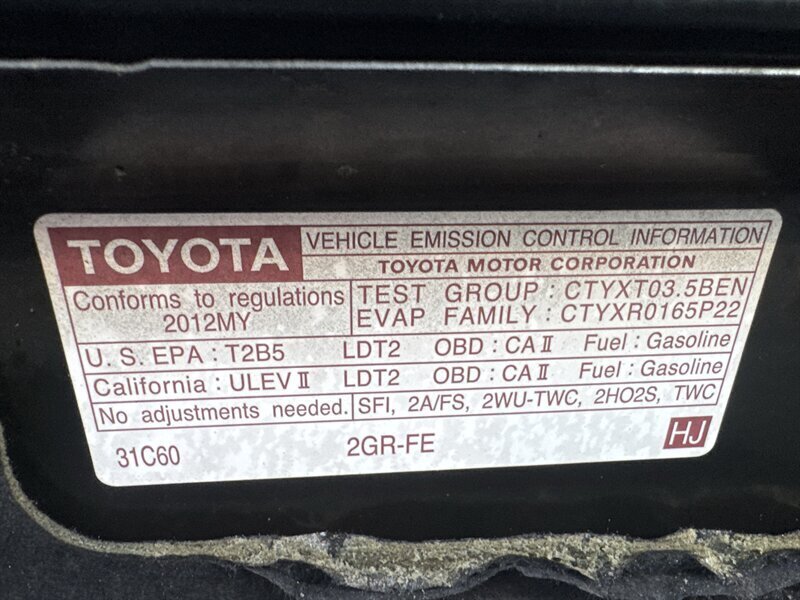 TOYOTA
VEHICLE EMISSION CONTROL INFORMATION
TOYOTA MOTOR CORPORATION
Conforms to regulations
2012MY
TEST GROUP : CTYXT03.5BEN
EVAP FAMILY : CTYXR0165P22
U. S. EPA : T2B5 LDT2 OBD : CA II Fuel : Gasoline
California : ULEV II LDT2 OBD : CA II Fuel : Gasoline
No adjustments needed. SFI, 2A/FS, 2WU-TWC, 2HO2S, TWC
31C60 2GR-FE HJ